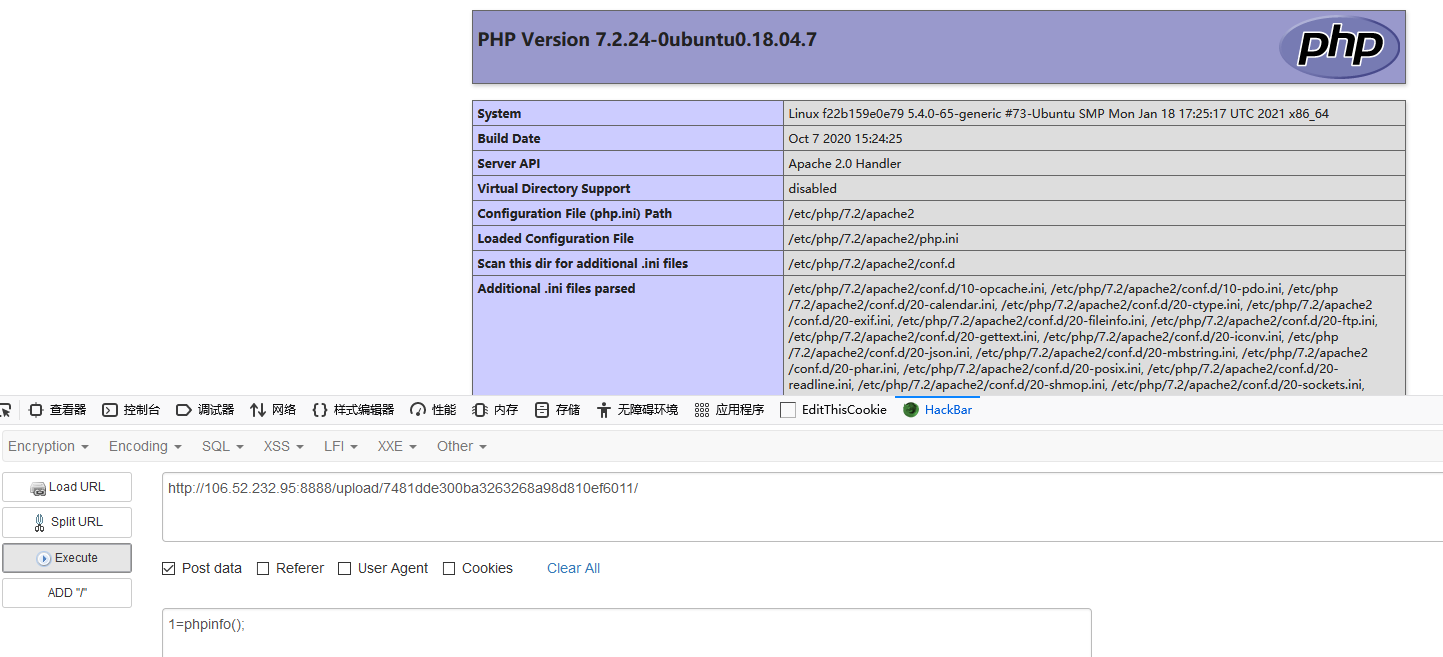 PHP Version 7.2.24-0ubuntu0.18.04.7
php
System Linux f22b159e0e79 5.4.0-65-generic #73-Ubuntu SMP Mon Jan 18 17:25:17 UTC 2021 x86_64
Build Date Oct 7 2020 15:24:25
Server API Apache 2.0 Handler
Virtual Directory Support disabled
Configuration File (php.ini) Path /etc/php/7.2/apache2
Loaded Configuration File /etc/php/7.2/apache2/php.ini
Scan this dir for additional .ini files /etc/php/7.2/apache2/conf.d
Additional .ini files parsed /etc/php/7.2/apache2/conf.d/10-opcache.ini, /etc/php/7.2/apache2/conf.d/10-pdo.ini, /etc/php
/7.2/apache2/conf.d/20-calendar.ini, /etc/php/7.2/apache2/conf.d/20-ctype.ini, /etc/php/7.2/apache2
/conf.d/20-exif.ini, /etc/php/7.2/apache2/conf.d/20-fileinfo.ini, /etc/php/7.2/apache2/conf.d/20-ftp.ini,
/etc/php/7.2/apache2/conf.d/20-gettext.ini, /etc/php/7.2/apache2/conf.d/20-iconv.ini, /etc/php
/7.2/apache2/conf.d/20-json.ini, /etc/php/7.2/apache2/conf.d/20-mbstring.ini, /etc/php/7.2/apache2
/conf.d/20-phar.ini, /etc/php/7.2/apache2/conf.d/20-posix.ini, /etc/php/7.2/apache2/conf.d/20-
readline.ini, /etc/php/7.2/apache2/conf.d/20-shmop.ini, /etc/php/7.2/apache2/conf.d/20-sockets.ini,
查看器 控制台 调试器 网络 样式编辑器 性能 内存 存储 无障碍环境 应用程序 EditThisCookie HackBar
Encryption Encoding SQL XSS LFI XXE Other
Load URL
http://106.52.232.95:8888/upload/7481dde300ba3263268a98d810ef6011/
Split URL
Execute
Post data Referer User Agent Cookies Clear All
ADD "/"
1=phpinfo();